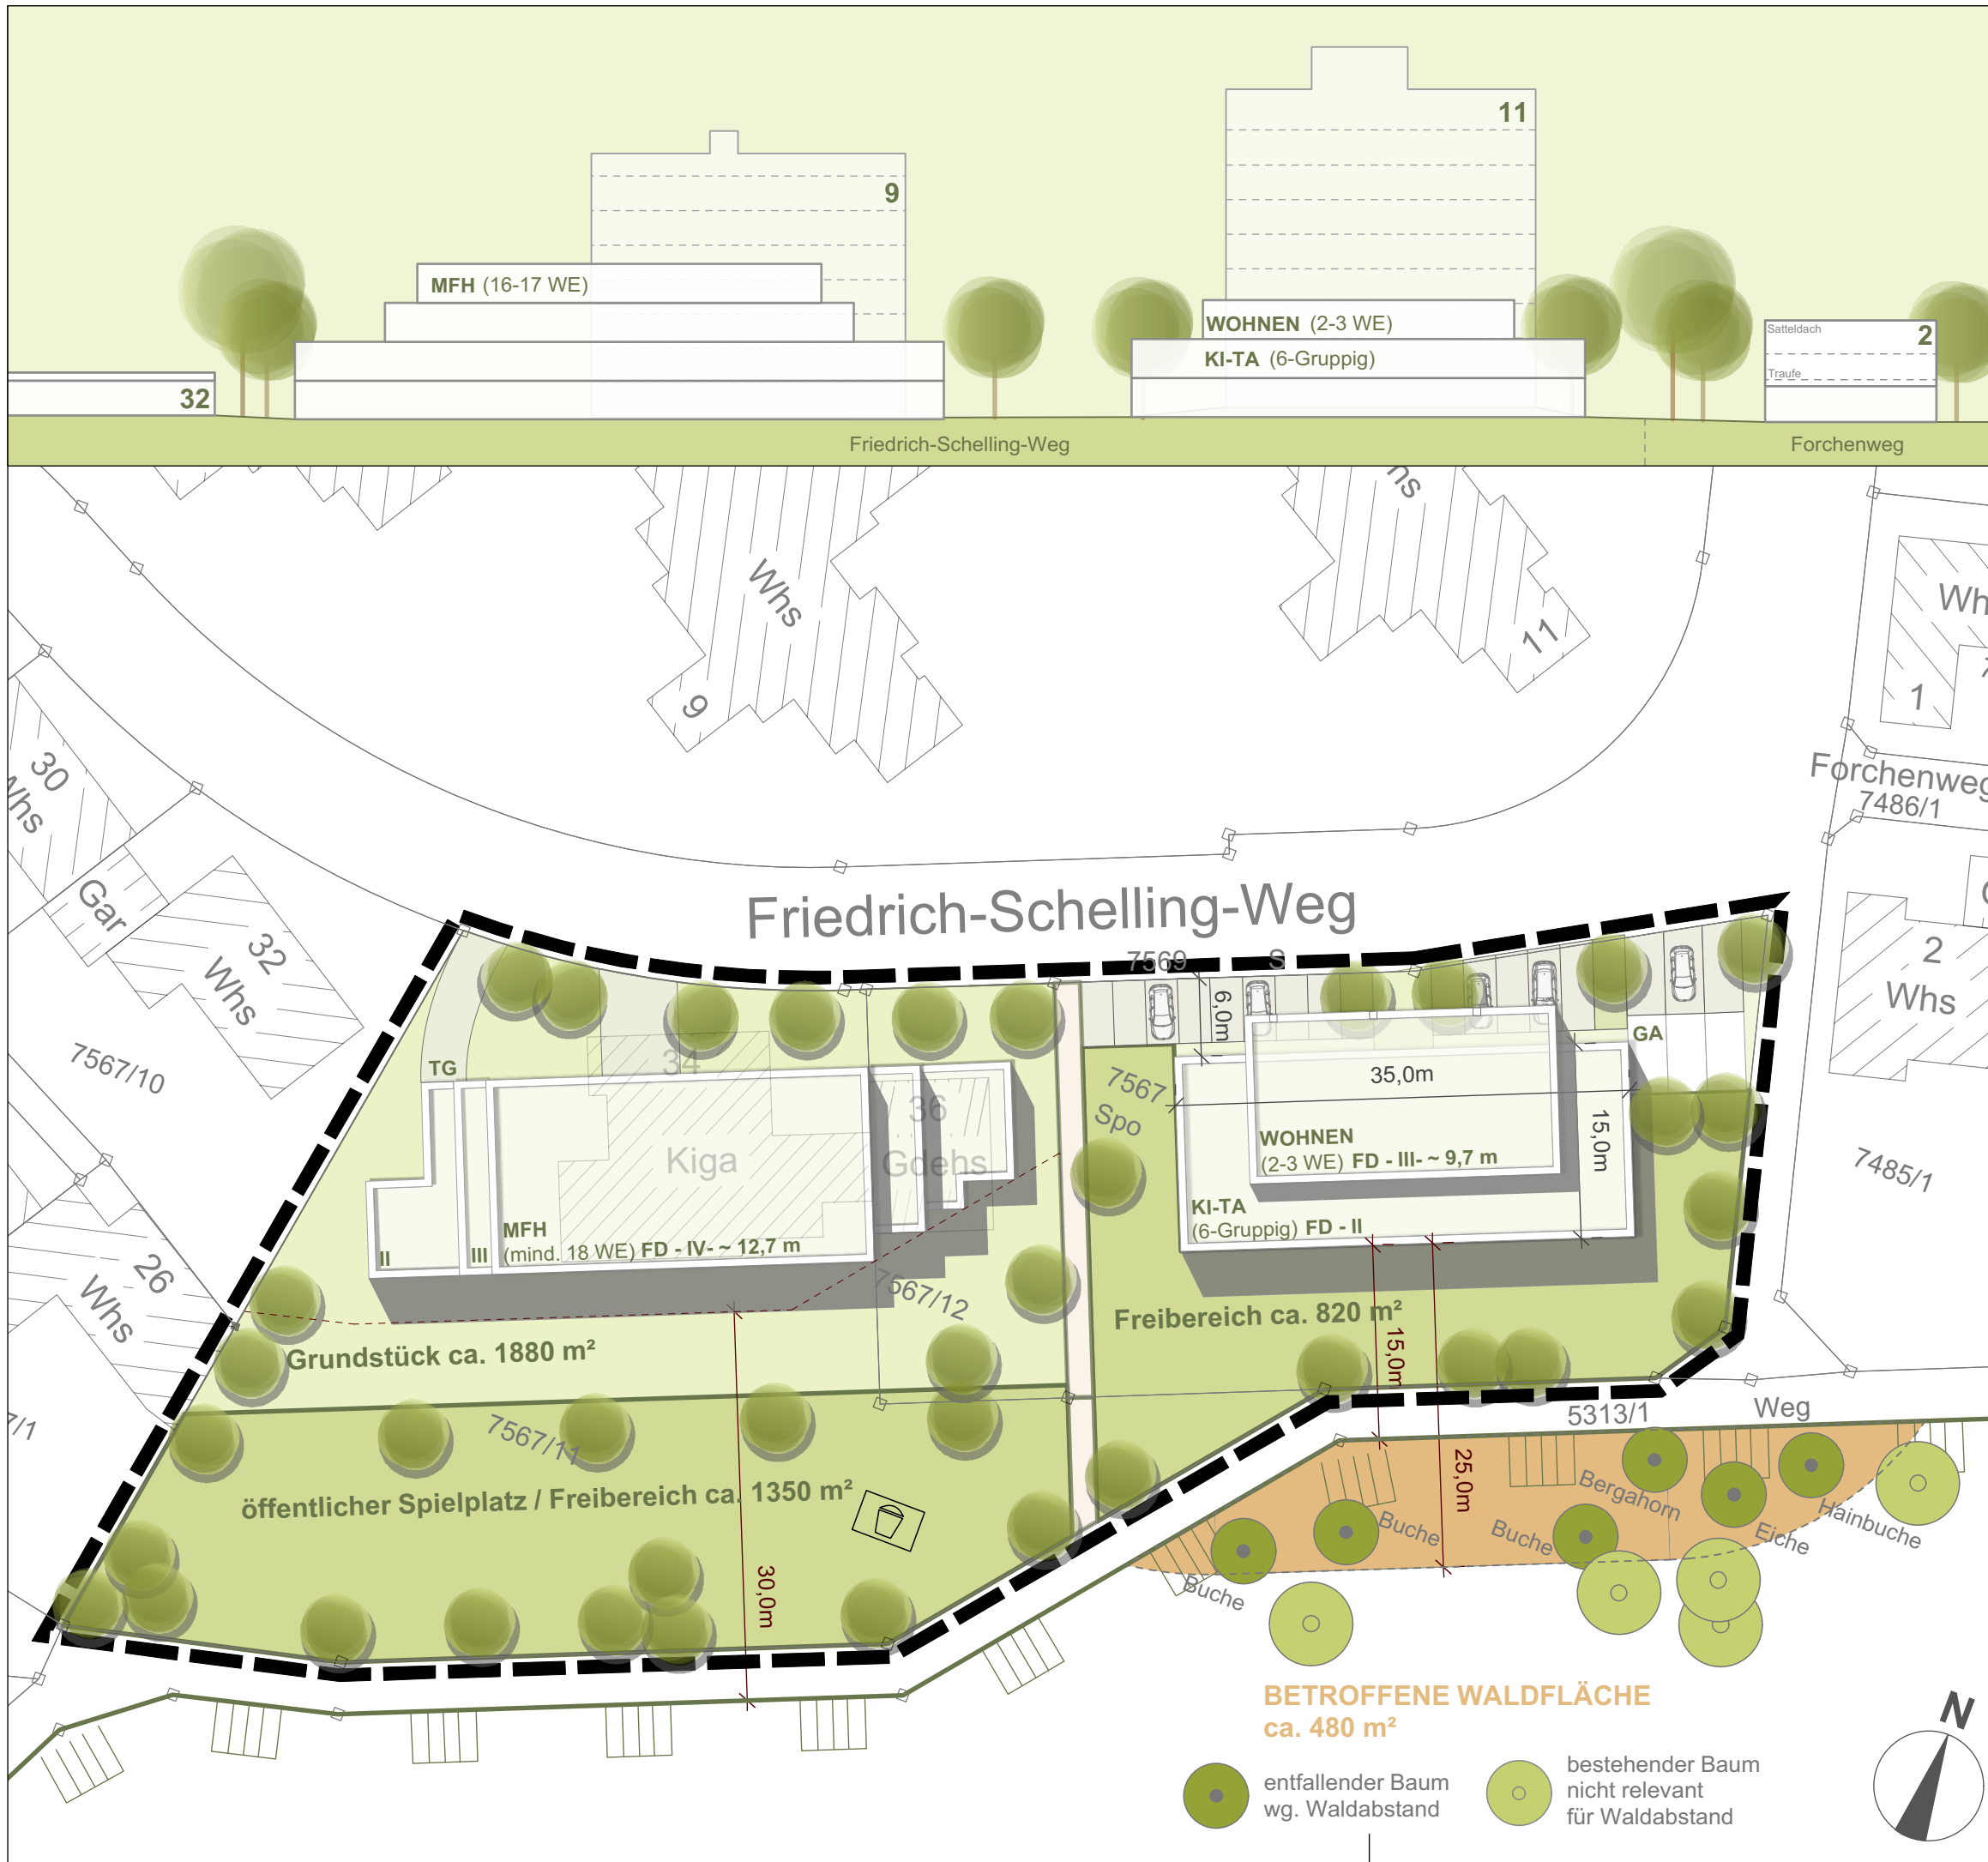 11
9
MFH (16-17 WE)
WOHNEN (2-3 WE)
KI-TA (6-Gruppig)
Satteldach
2
Traufe
32
Friedrich-Schelling-Weg
Forchenweg
Whs
9
11
1
30
Whs
Gar
32
Whs
Forchenweg
7486/1
Friedrich-Schelling-Weg
7569
S
2
Whs
7567/10
TG
34
6,0m
GA
35,0m
7567
Spo
36
Kiga
Gdehs
15,0m
WOHNEN
(2-3 WE) FD - III- ~ 9,7 m
7485/1
KI-TA
(6-Gruppig) FD - II
MFH
(mind. 18 WE) FD - IV- ~ 12,7 m
II
III
26
Whs
7567/12
Freibereich ca. 820 m²
Grundstück ca. 1880 m²
15,0m
7567/11
5313/1
Weg
öffentlicher Spielplatz / Freibereich ca. 1350 m²
25,0m
Bergahorn
Hainbuche
Buche
Buche
Eiche
Buche
30,0m
BETROFFENE WALDFLÄCHE
ca. 480 m²
N
entfallender Baum
wg. Waldabstand
bestehender Baum
nicht relevant
für Waldabstand